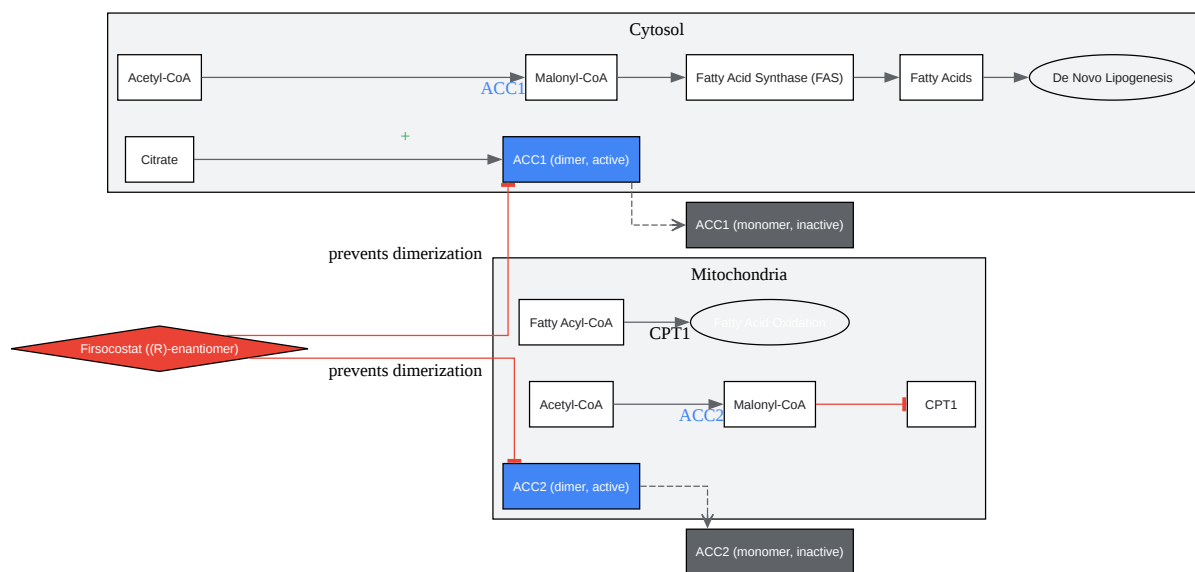 Cytosol
Acetyl-CoA
ACC1
Malonyl-CoA
Fatty Acid Synthase (FAS)
Fatty Acids
De Novo Lipogenesis
Citrate
+
ACC1 (dimer, active)
ACC1 (monomer, inactive)
prevents dimerization
Mitochondria
Fatty Acyl-CoA
CPT1
Fatty Acid Oxidation
Firsocostat ((R)-enantiomer)
prevents dimerization
Acetyl-CoA
ACC2
Malonyl-CoA
CPT1
ACC2 (dimer, active)
ACC2 (monomer, inactive)